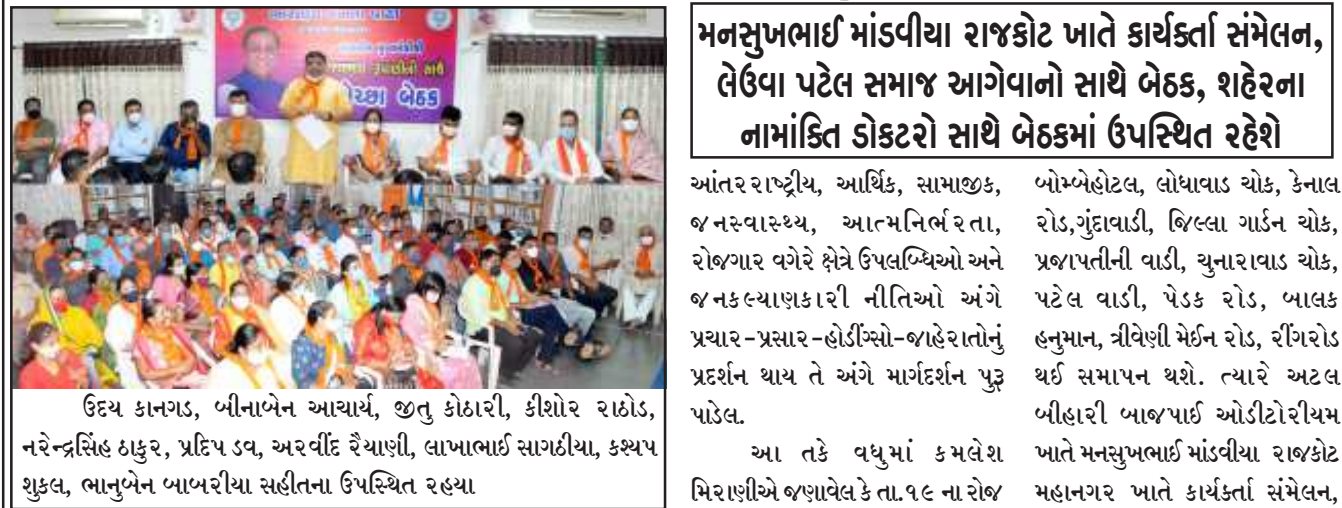 ભારતીય જનતા પાર્ટી
બેઠક
ઉદય કાનગડ, બીનાબેન આચાર્ય, જીતુ કોઠારી, કીશોર રાઠોડ,
નરેન્દ્રસિંહ ઠાકુર, પ્રદિપ ડવ, અરવીંદ રૈયાણી, લાખાભાઈ સાગઠીયા, કશ્યપ
શુકલ, ભાનુબેન બાબરીયા સહીતના ઉપસ્થિત રહયા
મનસુખભાઈ માંડવીયા રાજકોટ ખાતે કાર્યકર્તા સંમેલન,
લેઉવા પટેલ સમાજ આગેવાનો સાથે બેઠક, શહેરના
નામાંકિત ડોકટરો સાથે બેઠકમાં ઉપસ્થિત રહેશે
આંતરરાષ્ટ્રીય, આર્થિક, સામાજીક,
જનસ્વાસ્થ્ય, આત્મનિર્ભરતા,
રોજગાર વગેરે ક્ષેત્રે ઉપલબ્ધિઓ અને
જનકલ્યાણકારી નીતિઓ અંગે
પ્રચાર-પ્રસાર-હોર્ડીંગ્સો-જાહેરાતોનું
પ્રદર્શન થાય તે અંગે માર્ગદર્શન પુરૂ
પાડેલ.
આ તકે વધુમાં કમલેશ
મિરાણીએ જણાવેલ કે તા.૧૯ ના રોજ
બોમ્બેહોટલ, લોધાવાડ ચોક, કેનાલ
રોડ,ગુંદાવાડી, જિલ્લા ગાર્ડન ચોક,
પ્રજાપતીની વાડી, ચુનારાવાડ ચોક,
પટેલ વાડી, પેડક રોડ, બાલક
હનુમાન, ત્રીવેણી મેઈન રોડ, રીંગરોડ
થઈ સમાપન થશે. ત્યારે અટલ
બીહારી બાજપાઈ ઓડીટોરીયમ
ખાતે મનસુખભાઈ માંડવીયા રાજકોટ
મહાનગર ખાતે કાર્યકર્તા સંમેલન,